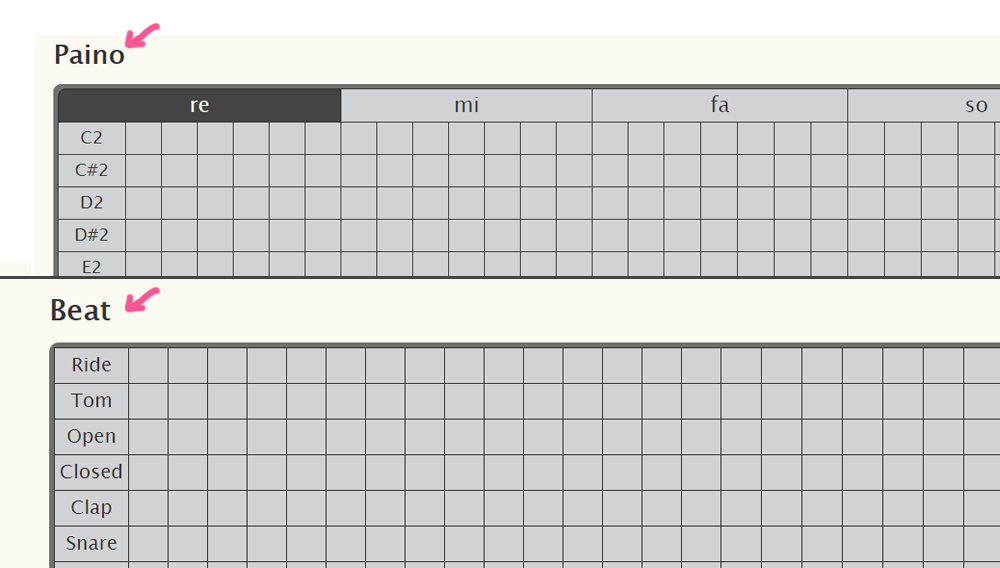 Paino
re mi fa so
C2
C#2
D2
D#2
E2
Beat
Ride
Tom
Open
Closed
Clap
Snare